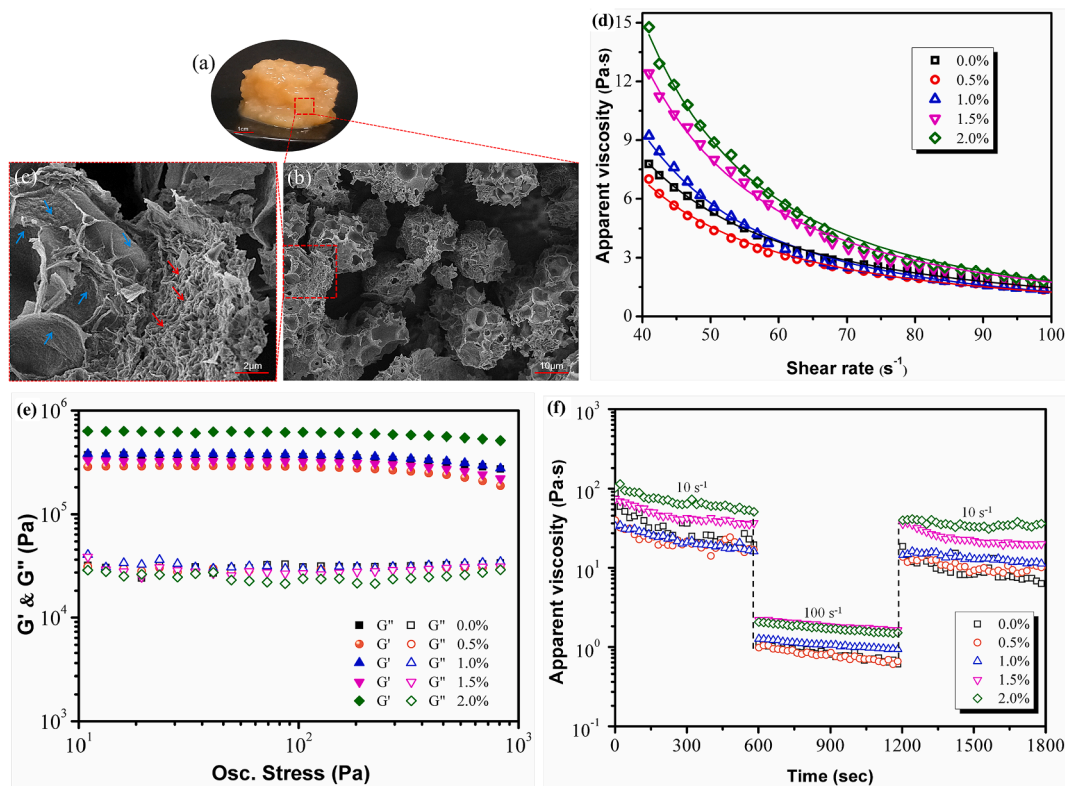 (a)
1cm
(c)
2μm
(b)
10μm
(d)
15
12
9
6
3
0
Apparent viscosity (Pa·s)
0.0%
0.5%
1.0%
1.5%
2.0%
40 50 60 70 80 90 100
Shear rate (s⁻¹)
(e)
10⁶
10⁵
10⁴
10³
G' & G" (Pa)
G" G" 0.0%
G' G" 0.5%
G' G" 1.0%
G' G" 1.5%
G' G" 2.0%
10¹ 10² 10³
Osc. Stress (Pa)
(f)
10³
10²
10¹
10⁰
10⁻¹
Apparent viscosity (Pa·s)
10 s⁻¹
100 s⁻¹
10 s⁻¹
0.0%
0.5%
1.0%
1.5%
2.0%
0 300 600 900 1200 1500 1800
Time (sec)